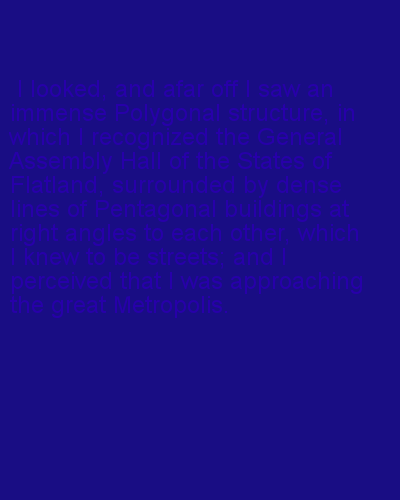 I looked, and afar off I saw an
immense Polygonal structure, in
which I recognized the General
Assembly Hall of the States of
Flatland, surrounded by dense
lines of Pentagonal buildings at
right angles to each other, which
I knew to be streets; and I
perceived that I was approaching
the great Metropolis.